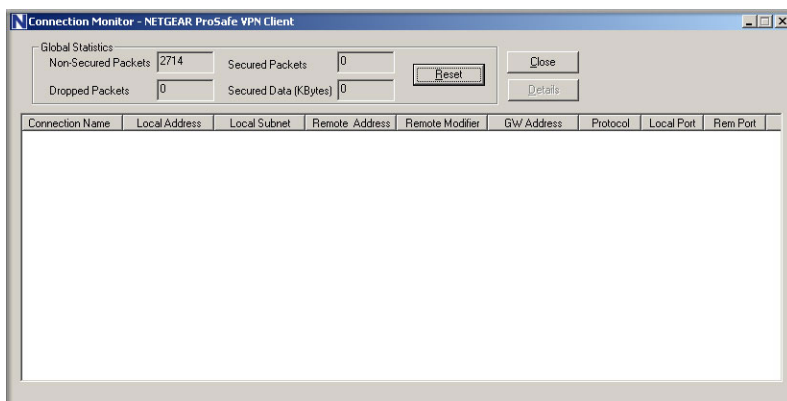 Connection Monitor - NETGEAR ProSafe VPN Client
Global Statistics
Non-Secured Packets 2714 Secured Packets 0
Dropped Packets 0 Secured Data (KBytes) 0
Reset
Close
Details
Connection Name Local Address Local Subnet Remote Address Remote Modifier GW Address Protocol Local Port Rem Port